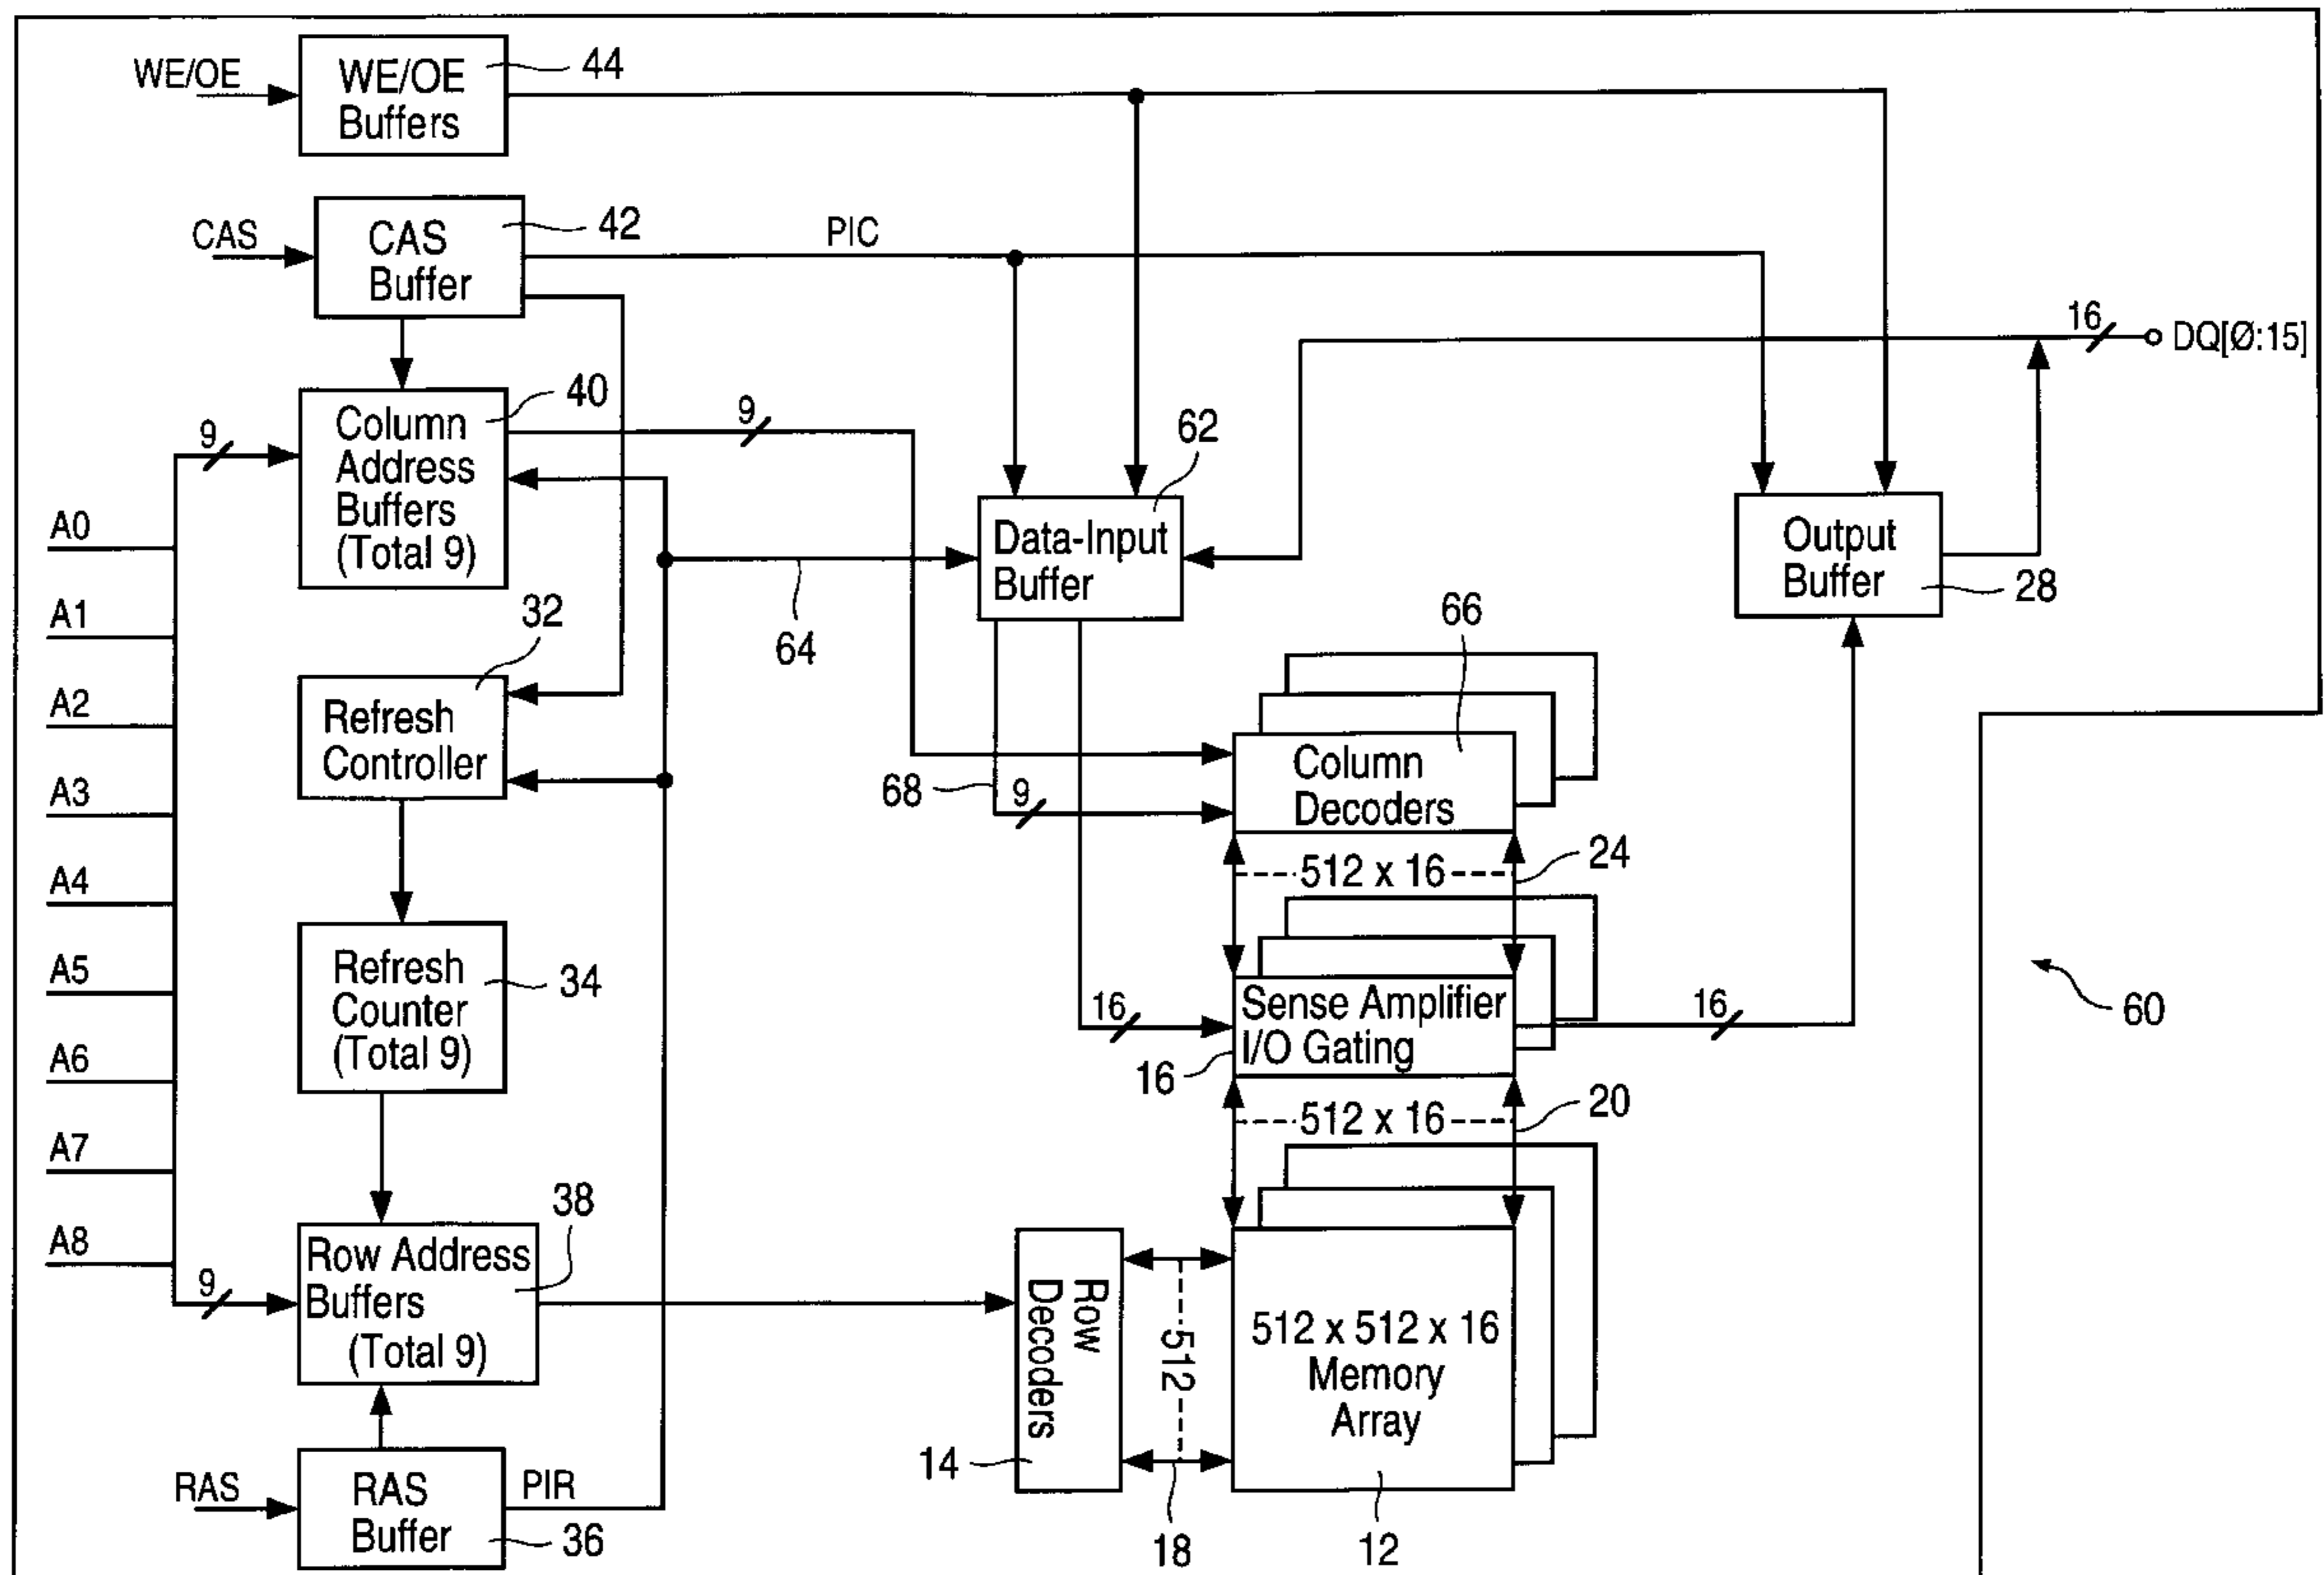 WE/OE
WE/OE
Buffers
44
CAS
CAS
Buffer
42
PIC
16
DQ[Ø:15]
9
Column
Address
Buffers
(Total 9)
40
9
62
Data-Input
Buffer
Output
Buffer
28
64
A0
A1
A2
A3
A4
A5
A6
A7
A8
32
Refresh
Controller
66
Column
Decoders
68
9
512 x 16
24
Refresh
Counter
(Total 9)
34
16
Sense Amplifier
I/O Gating
16
16
60
512 x 16
20
9
Row Address
Buffers
(Total 9)
38
Row
Decoders
14
512
18
512 x 512 x 16
Memory
Array
12
RAS
RAS
Buffer
36
PIR